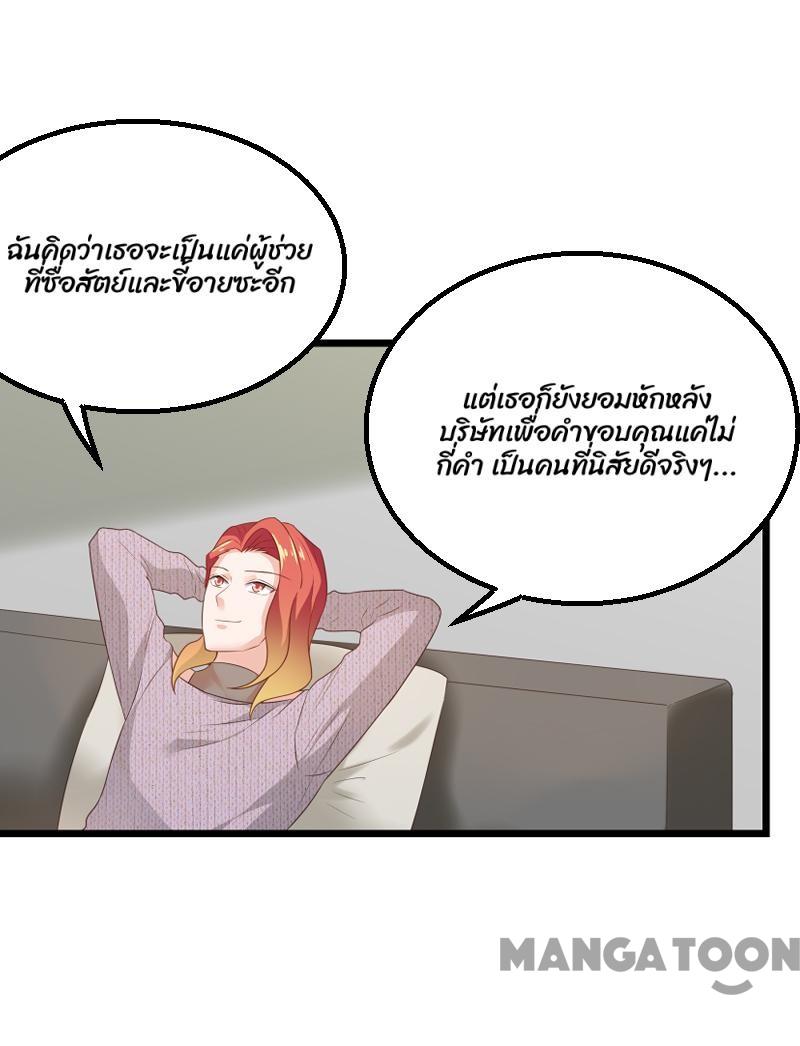 ฉันคิดว่าเธอจะเป็นแค่ผู้ช่วย
ที่ซื่อสัตย์และขี้อายซะอีก
แต่เธอก็ยังยอมหักหลัง
บริษัทเพื่อคำขอบคุณแค่ไม่
กี่คำ เป็นคนที่นิสัยดีจริงๆ...
MANGATOON